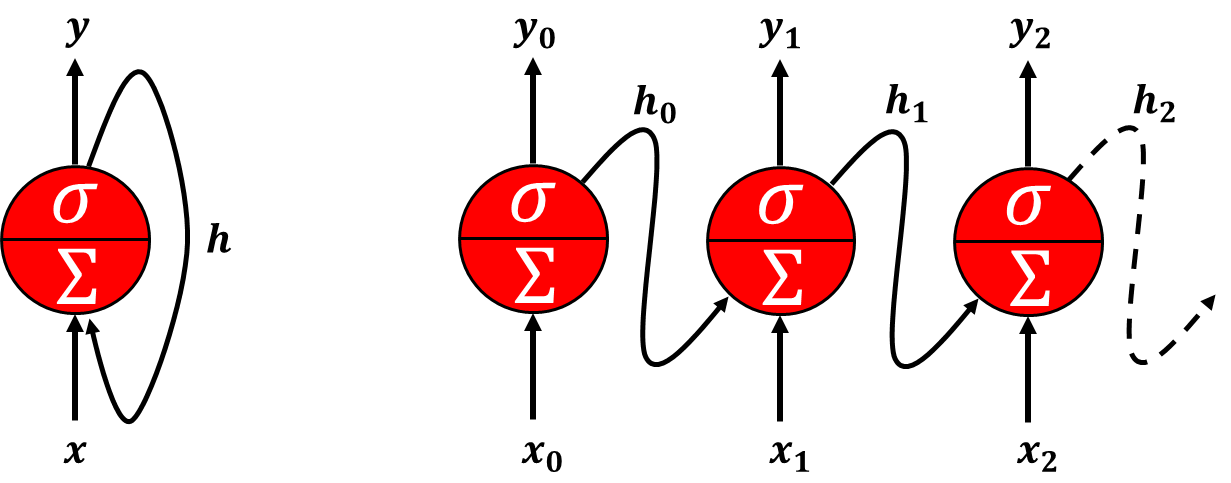 y
σ
Σ
h
x
y₀ y₁ y₂
h₀ h₁ h₂
σ σ σ
Σ Σ Σ
x₀ x₁ x₂